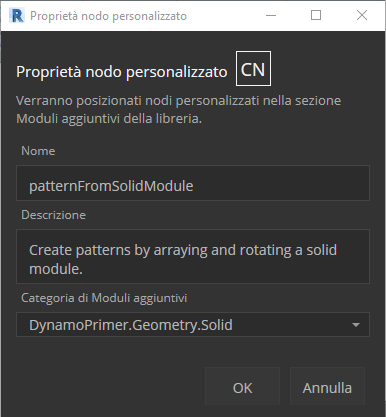 Proprietà nodo personalizzato
Proprietà nodo personalizzato CN
Verranno posizionati nodi personalizzati nella sezione
Moduli aggiuntivi della libreria.
Nome
patternFromSolidModule
Descrizione
Create patterns by arraying and rotating a solid
module.
Categoria di Moduli aggiuntivi
DynamoPrimer.Geometry.Solid
OK Annulla